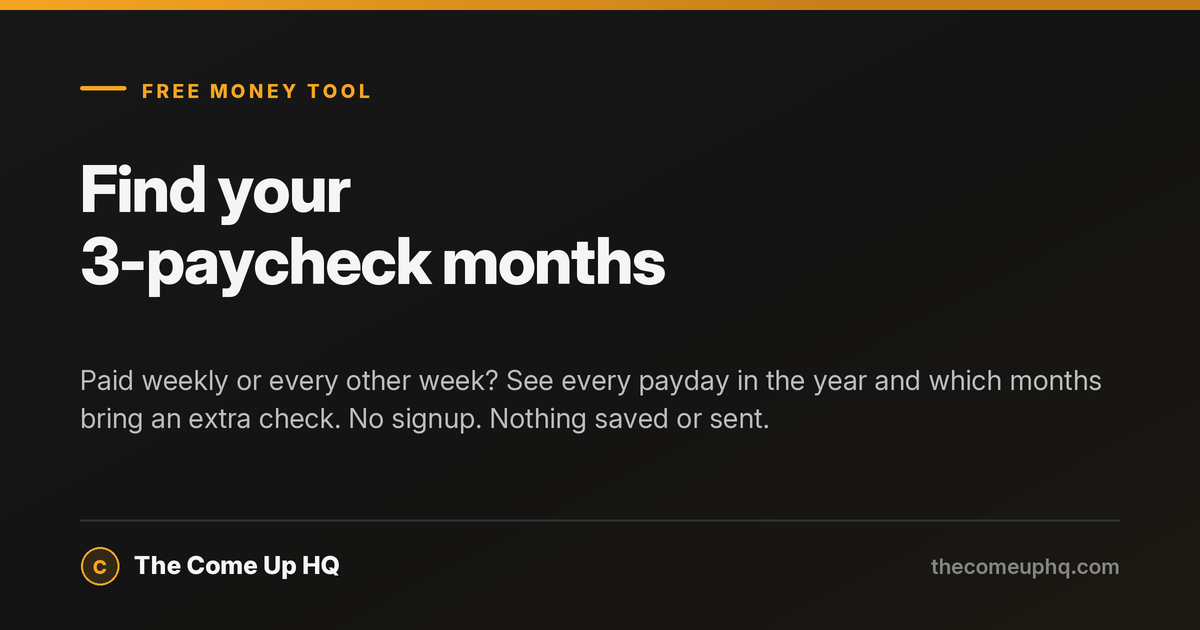 FREE MONEY TOOL
Find your
3-paycheck months
Paid weekly or every other week? See every payday in the year and which months
bring an extra check. No signup. Nothing saved or sent.
C The Come Up HQ
thecomeuphq.com